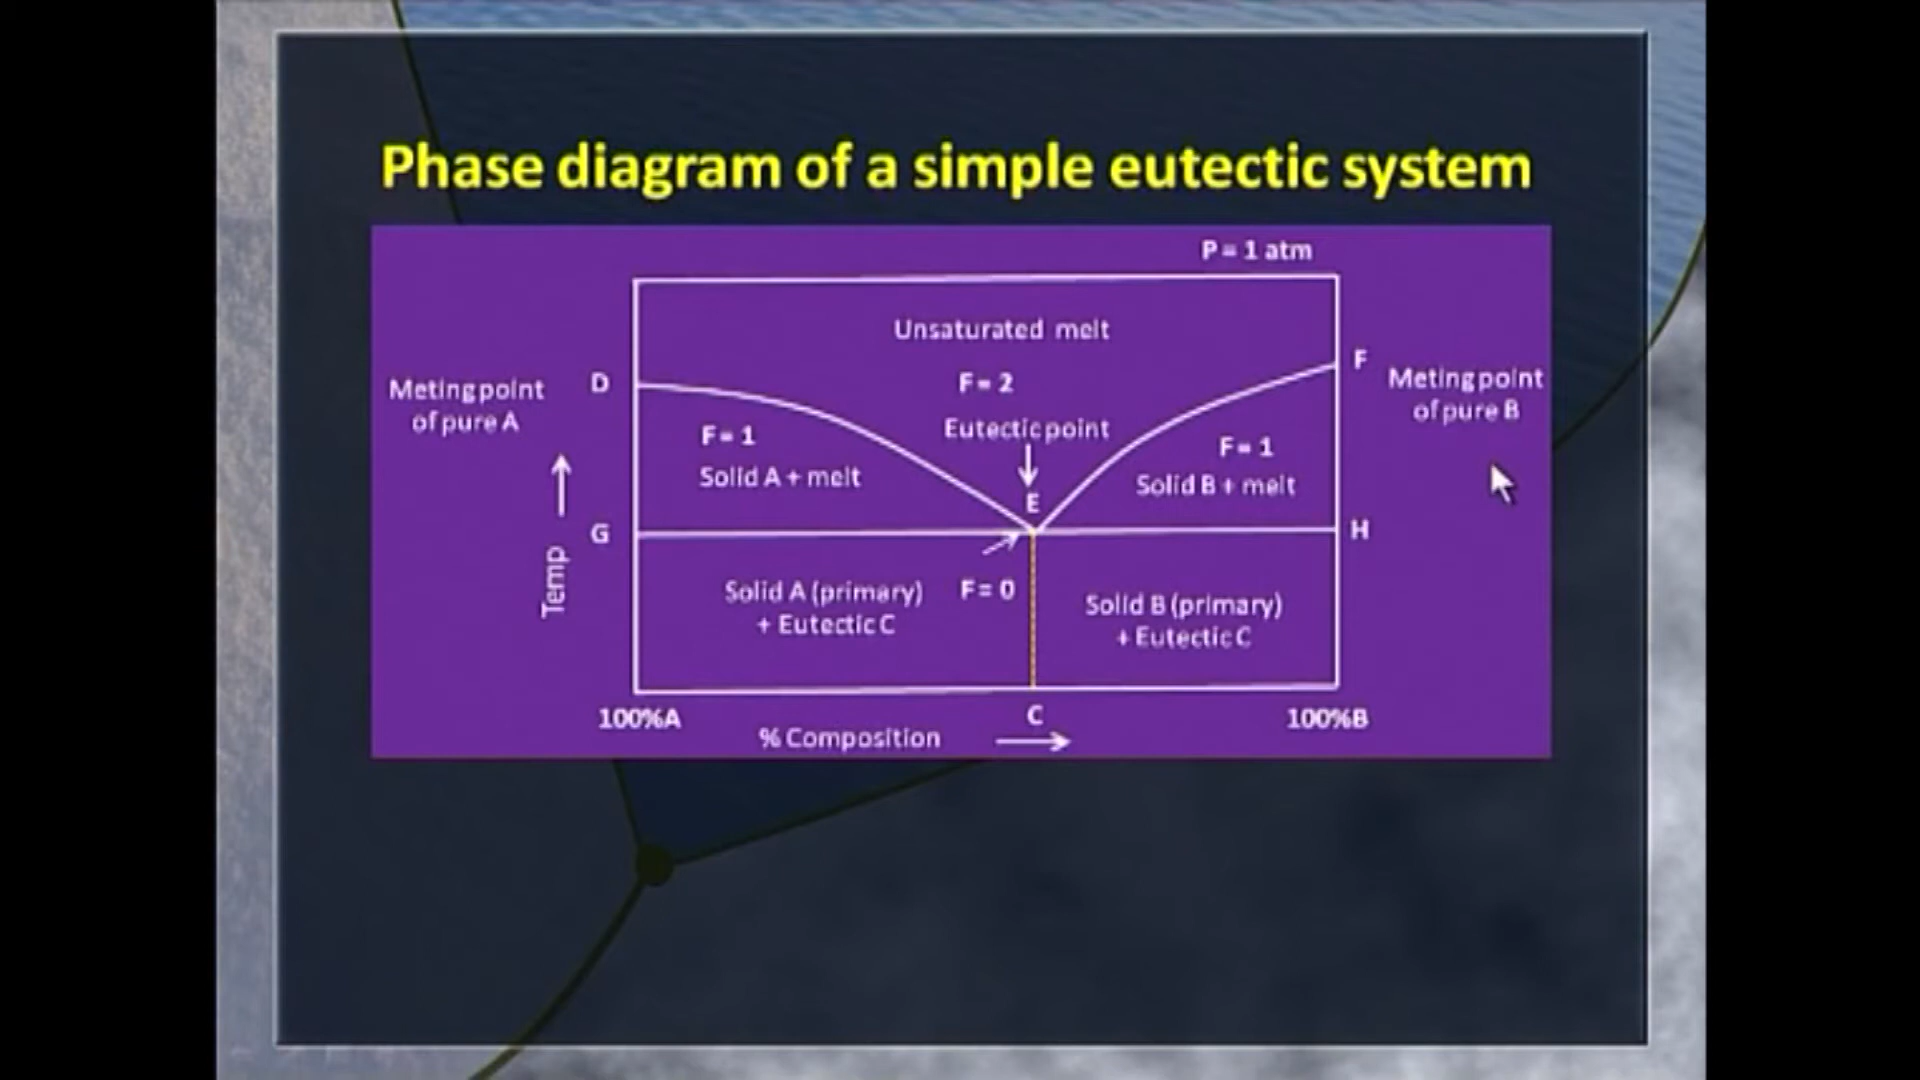 Phase diagram of a simple eutectic system
P = 1 atm
Unsaturated melt
F = 2
Meting point
of pure A
D
F
Meting point
of pure B
Eutectic point
F = 1
Solid A + melt
F = 1
Solid B + melt
E
G
H
Temp
Solid A (primary)
+ Eutectic C
F = 0
Solid B (primary)
+ Eutectic C
100%A
C
100%B
% Composition